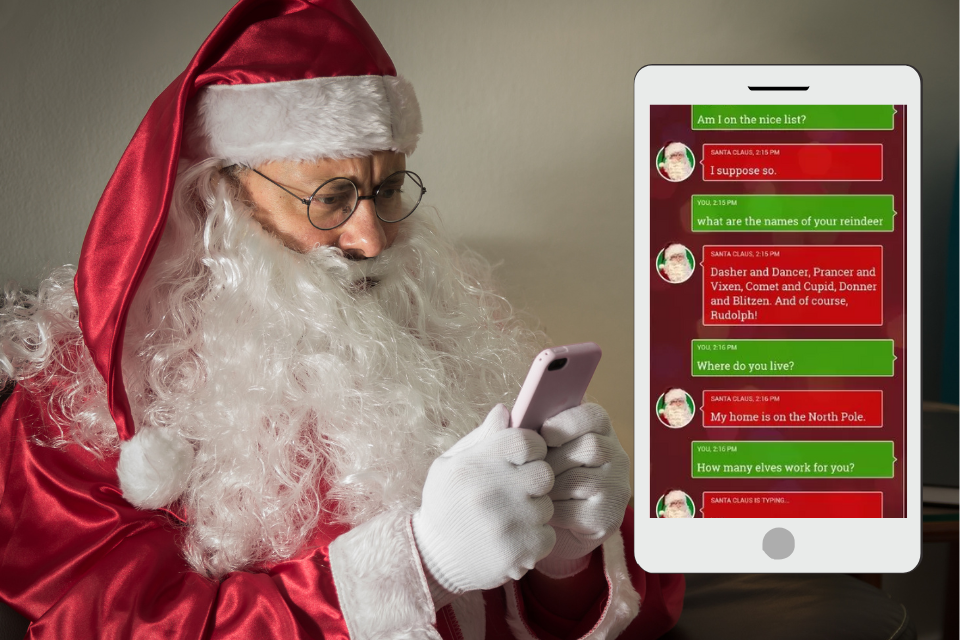 Am I on the nice list?
SANTA CLAUS, 2:15 PM
I suppose so.
YOU, 2:15 PM
what are the names of your reindeer
SANTA CLAUS, 2:15 PM
Dasher and Dancer, Prancer and
Vixen, Comet and Cupid, Donner
and Blitzen. And of course,
Rudolph!
YOU, 2:16 PM
Where do you live?
SANTA CLAUS, 2:16 PM
My home is on the North Pole.
YOU, 2:16 PM
How many elves work for you?
SANTA CLAUS IS TYPING...